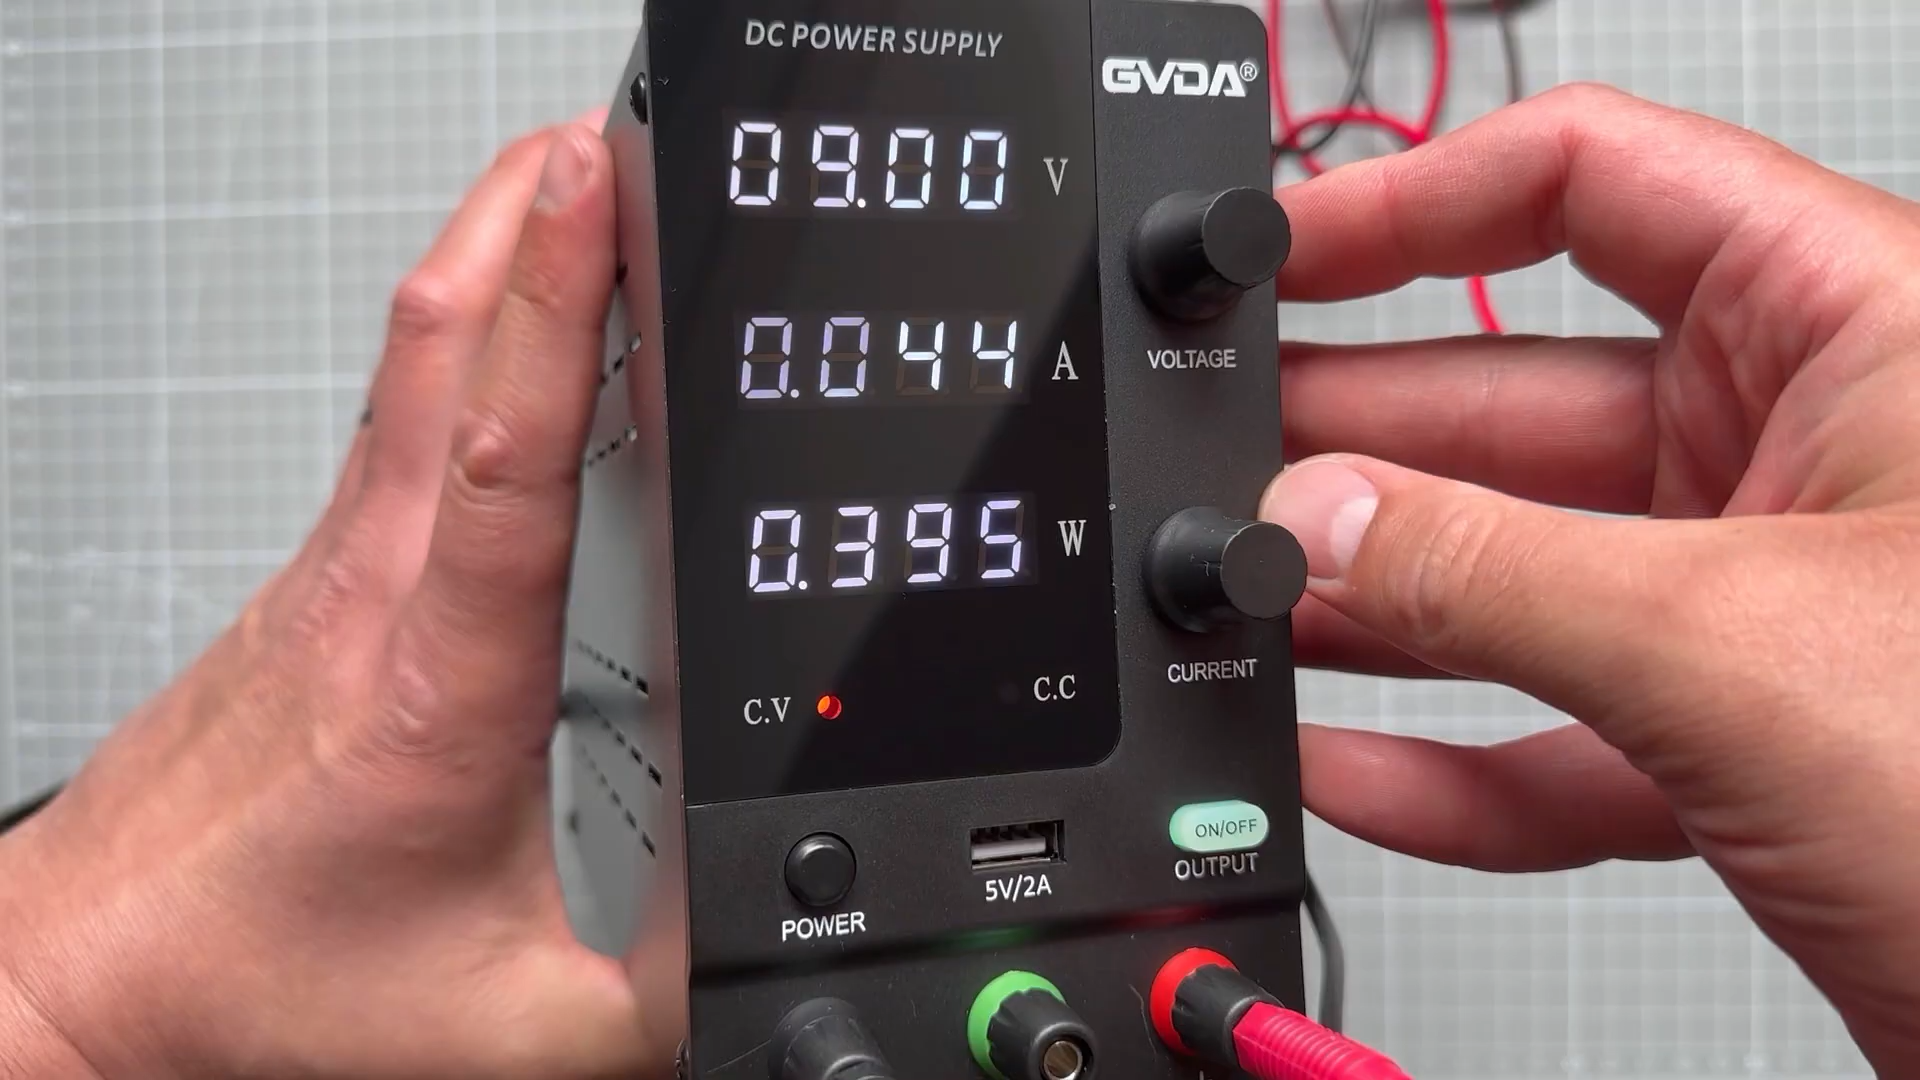 DC POWER SUPPLY
GVDA®
09.00 V
0.044 A
VOLTAGE
0.395 W
CURRENT
C.V
C.C
ON/OFF
OUTPUT
5V/2A
POWER